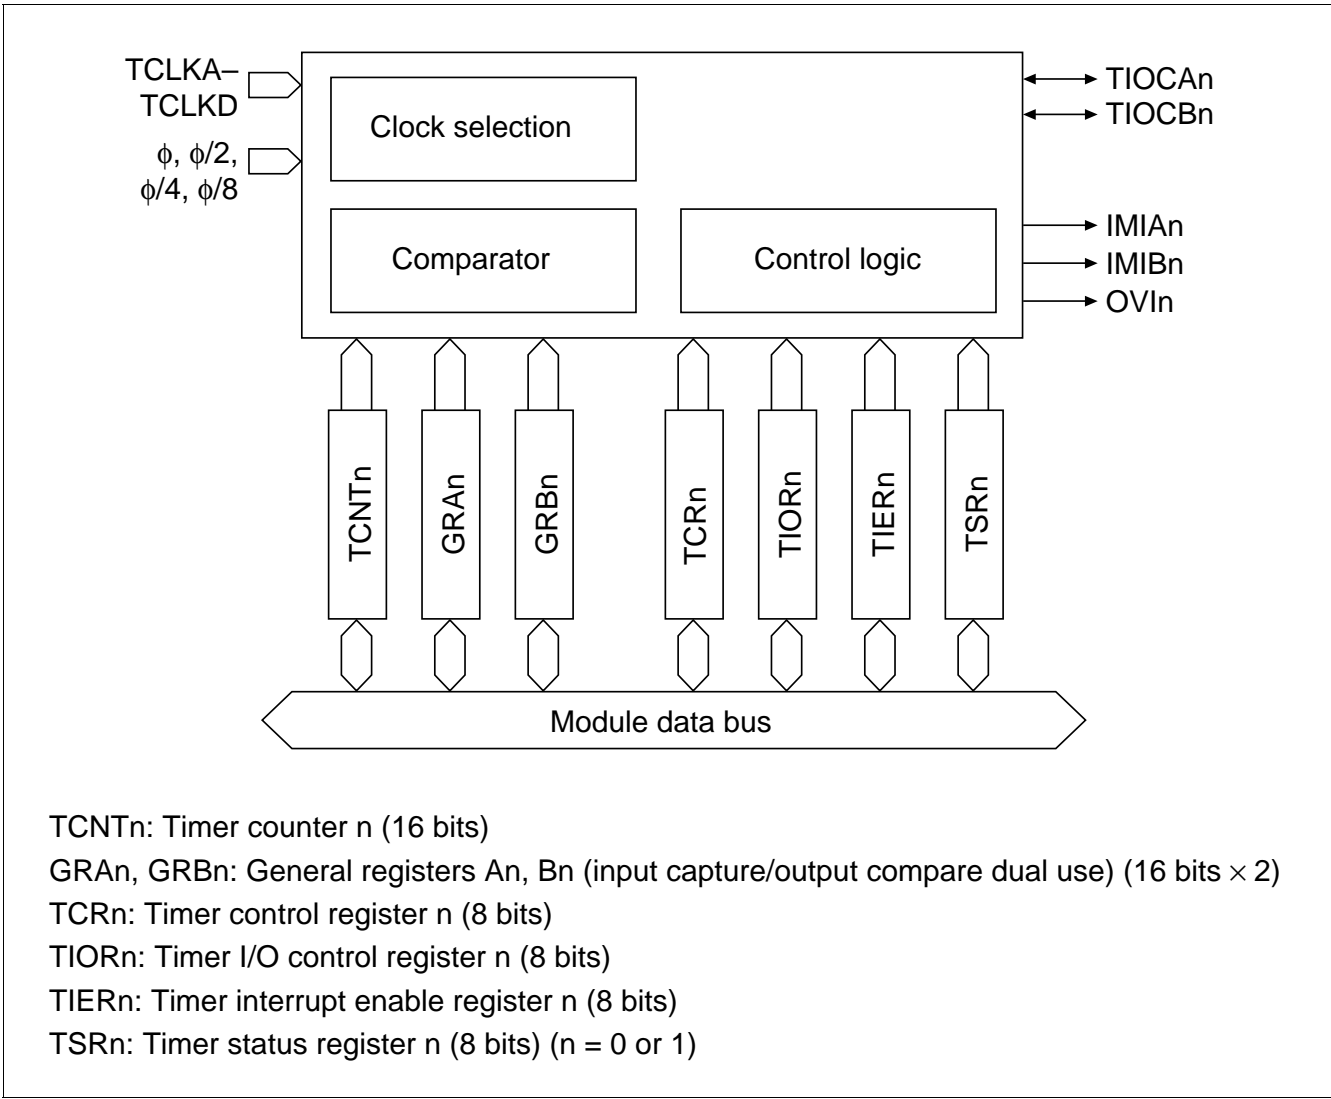 TCLKA–
TCLKD
ϕ, ϕ/2,
ϕ/4, ϕ/8
Clock selection
Comparator
Control logic
TIOCAn
TIOCBn
IMIAn
IMIBn
OVIn
TCNTn
GRAn
GRBn
TCRn
TIORn
TIERn
TSRn
Module data bus
TCNTn: Timer counter n (16 bits)
GRAn, GRBn: General registers An, Bn (input capture/output compare dual use) (16 bits × 2)
TCRn: Timer control register n (8 bits)
TIORn: Timer I/O control register n (8 bits)
TIERn: Timer interrupt enable register n (8 bits)
TSRn: Timer status register n (8 bits) (n = 0 or 1)